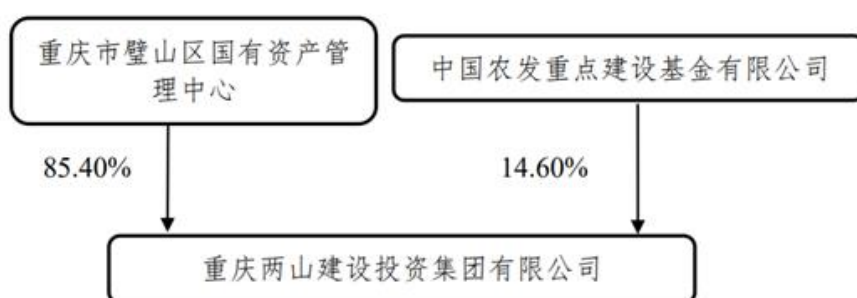 重庆市璧山区国有资产管
理中心
中国农发重点建设基金有限公司
85.40%
14.60%
重庆两山建设投资集团有限公司